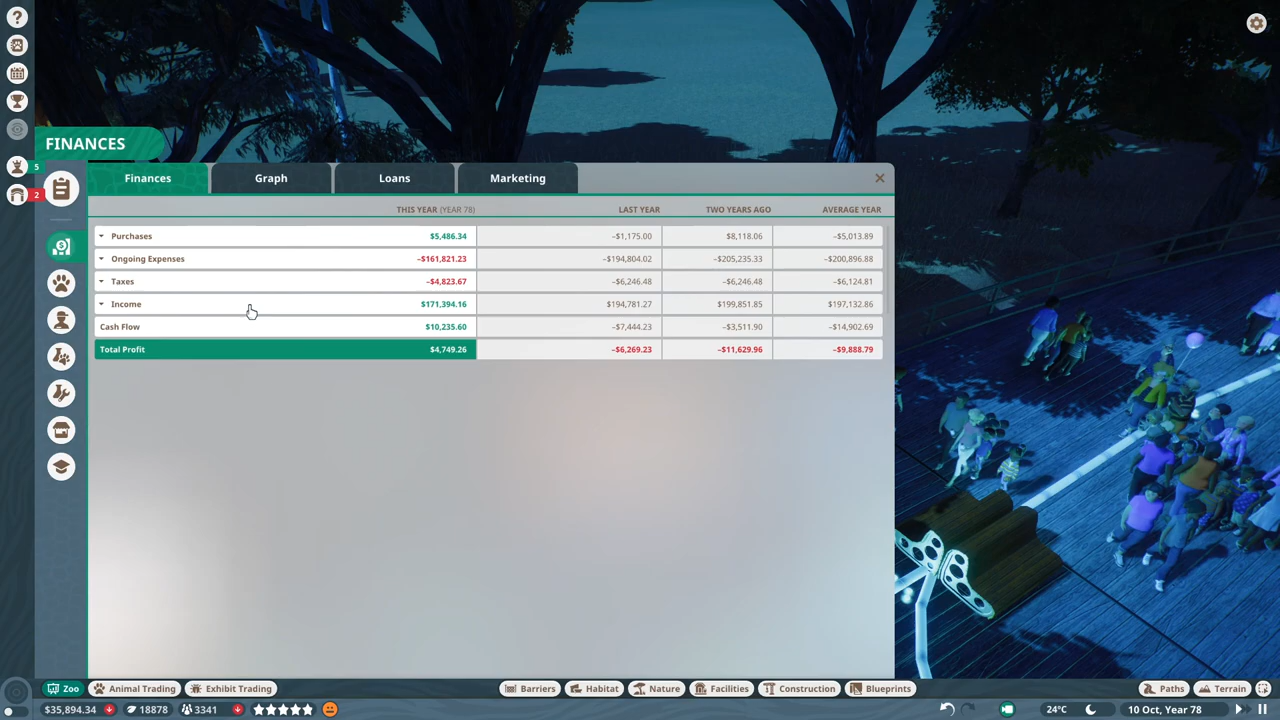 FINANCES
Finances Graph Loans Marketing
THIS YEAR (YEAR 78) LAST YEAR TWO YEARS AGO AVERAGE YEAR
Purchases $5,486.34 –$1,175.00 $8,118.06 –$5,013.89
Ongoing Expenses –$161,821.23 –$194,804.02 –$205,235.33 –$200,896.88
Taxes –$4,823.67 –$6,246.48 –$6,246.48 –$6,124.81
Income $171,394.16 $194,781.27 $199,851.85 $197,132.86
Cash Flow $10,235.60 –$7,444.23 –$3,511.90 –$14,902.69
Total Profit $4,749.26 –$6,269.23 –$11,629.96 –$9,888.79
5
2
Zoo Animal Trading Exhibit Trading Barriers Habitat Nature Facilities Construction Blueprints Paths Terrain
$35,894.34 18878 3341 24°C 10 Oct, Year 78